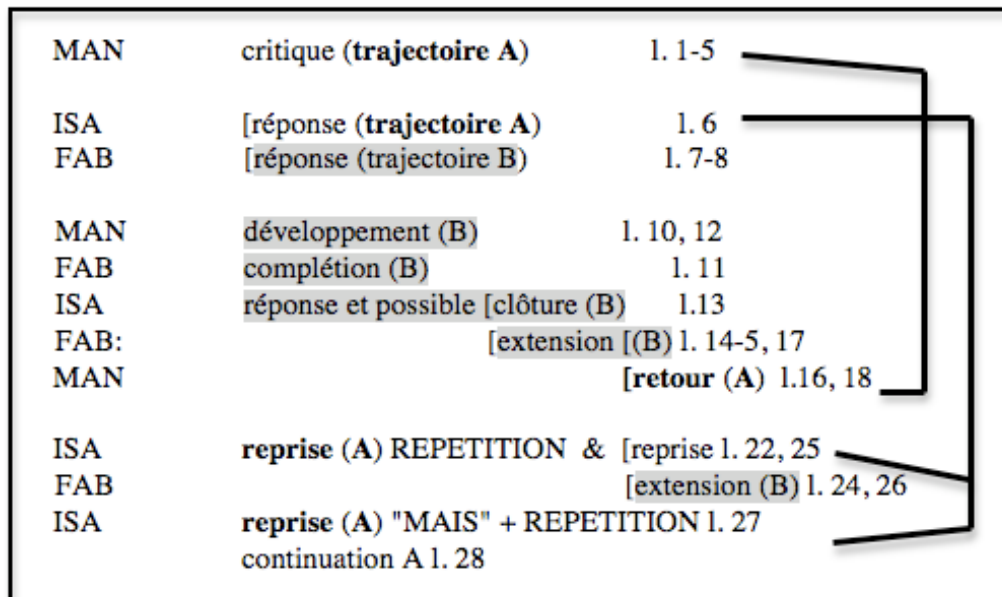 MAN critique (trajectoire A) l. 1-5
ISA [réponse (trajectoire A) l. 6
FAB [réponse (trajectoire B) l. 7-8
MAN développement (B) l. 10, 12
FAB complétion (B) l. 11
ISA réponse et possible [clôture (B) l.13
FAB: [extension [(B) l. 14-5, 17
MAN [retour (A) l.16, 18
ISA reprise (A) REPETITION & [reprise l. 22, 25
FAB [extension (B) l. 24, 26
ISA reprise (A) "MAIS" + REPETITION l. 27
continuation A l. 28